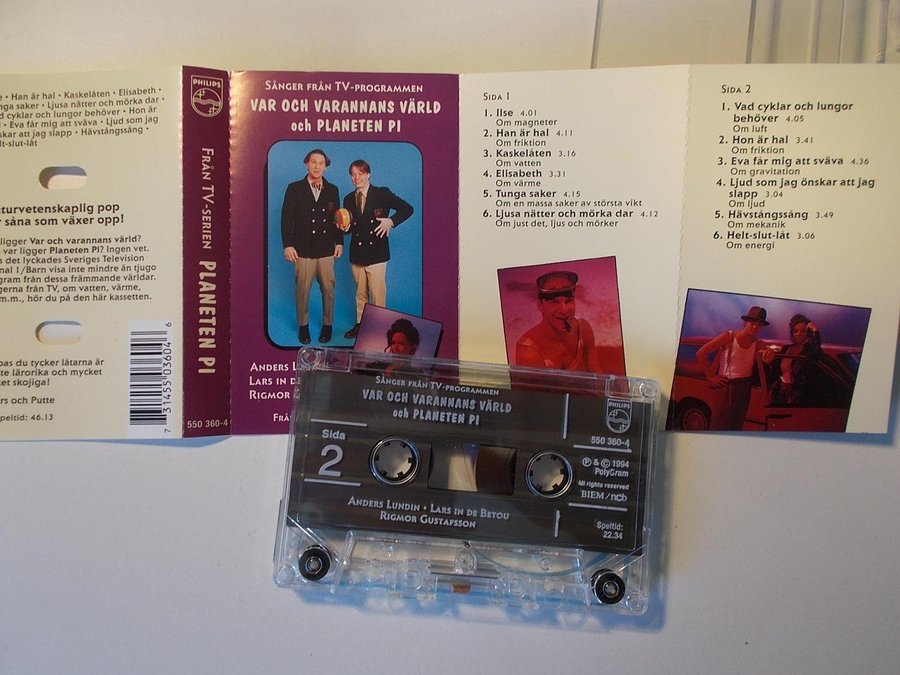 Han är hal • Kaskelåten • Elisabeth •
saker • Ljusa nätter och mörka dar •
cyklar och lungor behöver • Hon är
• Eva får mig att sväva • Ljud som jag
att jag slapp • Hävstångssång •
pop
såna som växer opp!
ligger Var och varannans värld?
var ligger Planeten Pi? Ingen vet.
det lyckades Sveriges Television
1/Barn visa inte mindre än tjugo
från dessa främmande världar.
från TV, om vatten, värme,
m.m., hör du på den här kassetten.
du tycker låtarna är
lärorika och mycket
skojiga!
och Putte
Speltid: 46.13
7 31455 03604 6
PHILIPS
FRÅN TV-SERIEN PLANETEN PI
550 360-4
SÅNGER FRÅN TV-PROGRAMMEN
VAR OCH VARANNANS VÄRLD
och PLANETEN PI
ANDERS
LARS IN DE
RIGMOR
SIDA 1
1. Ilse 4.01
Om magneter
2. Han är hal 4.11
Om friktion
3. Kaskelåten 3.16
Om vatten
4. Elisabeth 3.31
Om värme
5. Tunga saker 4.15
Om en massa saker av största vikt
6. Ljusa nätter och mörka dar 4.12
Om just det, ljus och mörker
SIDA 2
1. Vad cyklar och lungor
behöver 4.05
Om luft
2. Hon är hal 3.41
Om friktion
3. Eva får mig att sväva 4.36
Om gravitation
4. Ljud som jag önskar att jag
slapp 3.04
Om ljud
5. Hävstångssång 3.49
Om mekanik
6. Helt-slut-låt 3.06
Om energi
SÅNGER FRÅN TV-PROGRAMMEN
VAR OCH VARANNANS VÄRLD
och PLANETEN PI
Sida
2
PHILIPS
550 360-4
℗ & © 1994
PolyGram
All rights reserved
BIEM/ncb
Speltid:
22.34
ANDERS LUNDIN • LARS IN DE BETOU
RIGMOR GUSTAFSSON